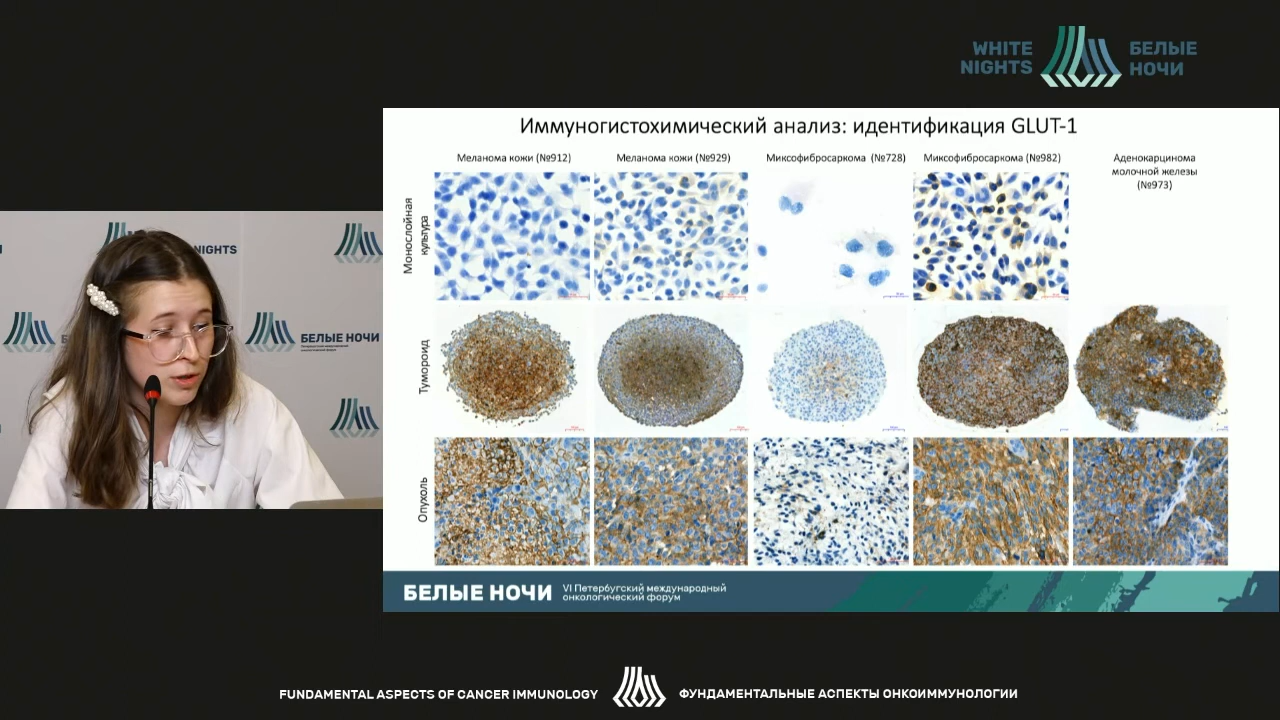 WHITE
NIGHTS
БЕЛЫЕ
НОЧИ
Иммуногистохимический анализ: идентификация GLUT-1
Меланома кожи (№912)
Меланома кожи (№929)
Миксофибросаркома (№728)
Миксофибросаркома (№982)
Аденокарцинома
молочной железы
(№973)
Монослойная
культура
Тумороид
Опухоль
NIGHTS
БЕЛЫЕ НОЧИ
БЕЛЫЕ НОЧИ
VI Петербугский международный
онкологический форум
FUNDAMENTAL ASPECTS OF CANCER IMMUNOLOGY
ФУНДАМЕНТАЛЬНЫЕ АСПЕКТЫ ОНКОИММУНОЛОГИИ